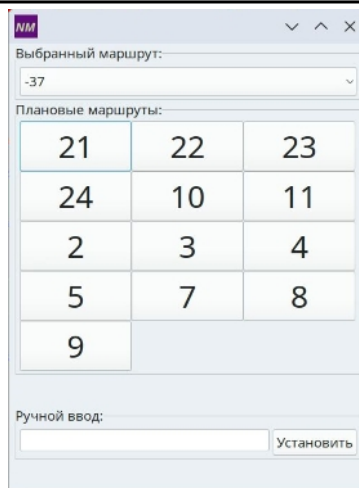 NM
Выбранный маршрут:
-37
Плановые маршруты:
21 22 23
24 10 11
2 3 4
5 7 8
9
Ручной ввод:
Установить